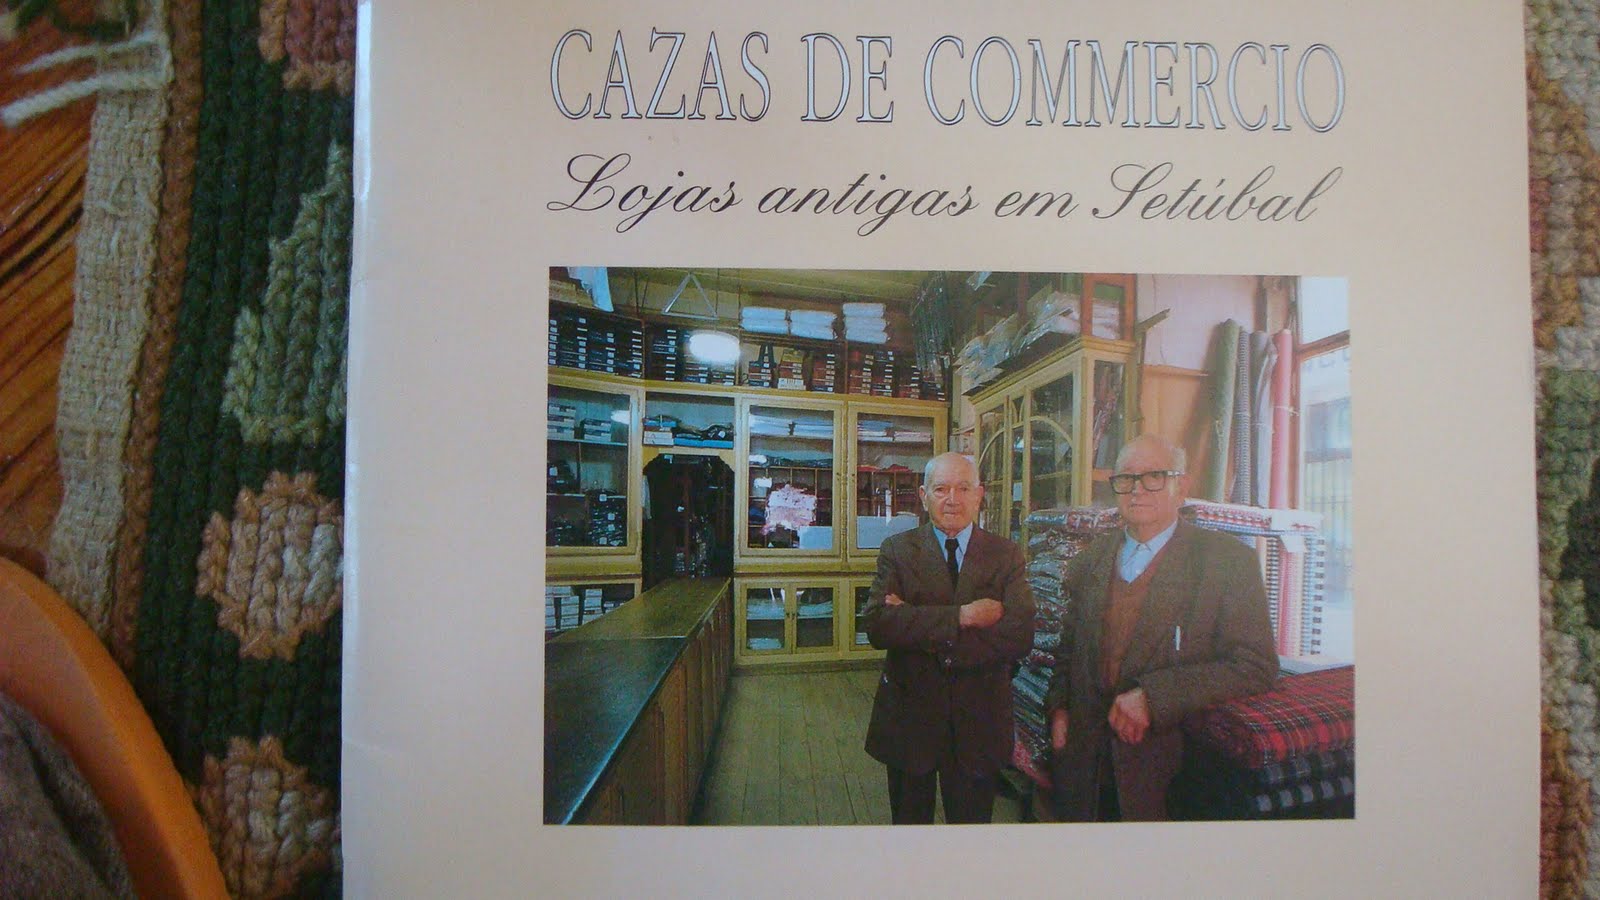 CAZAS DE COMMERCIO
Lojas antigas em Setúbal